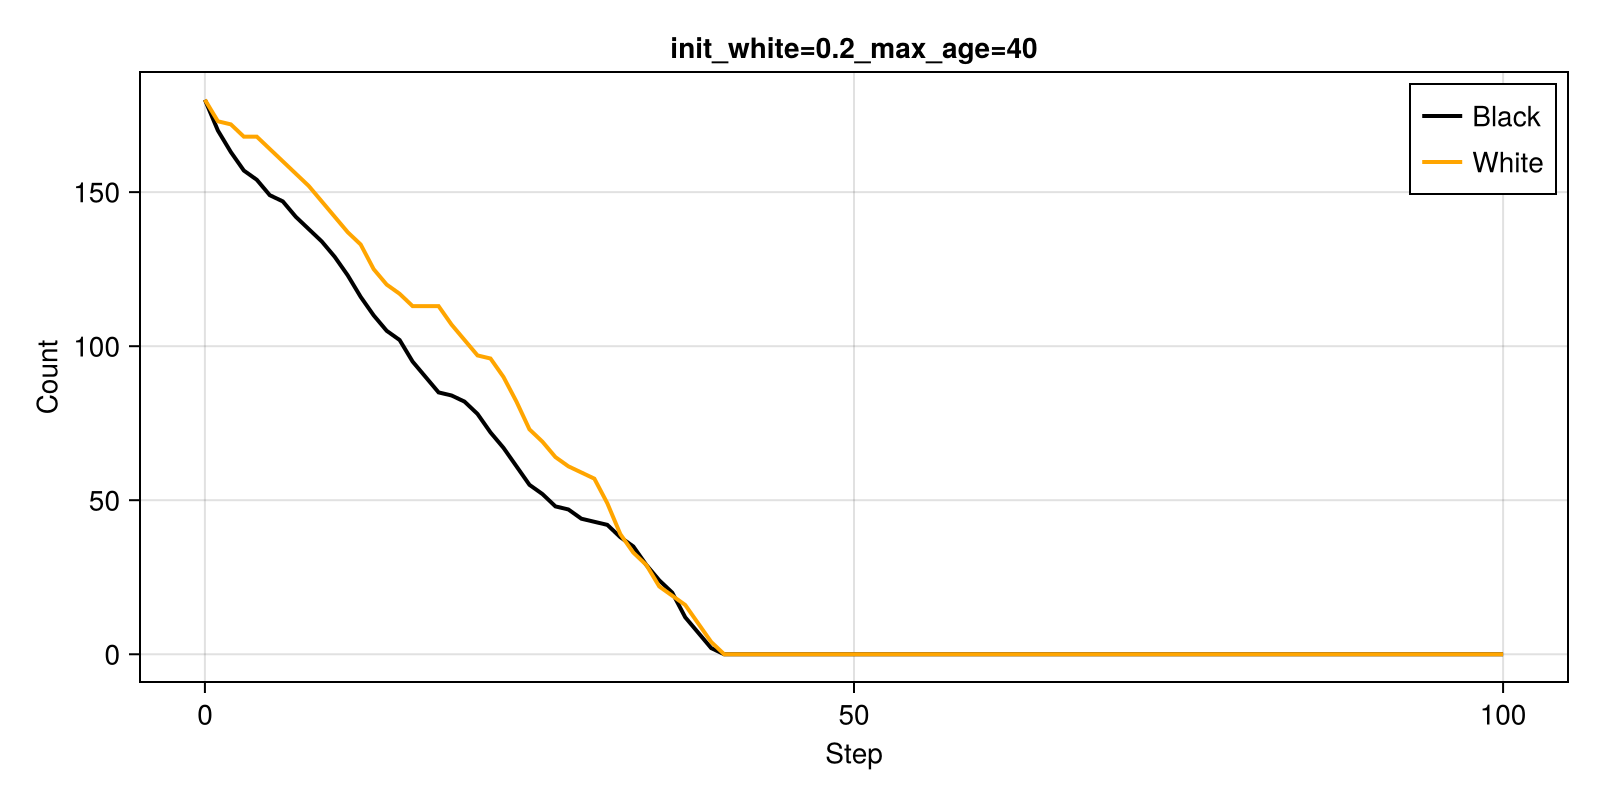 init_white=0.2_max_age=40
Black
White
Count
150
100
50
0
0
50
100
Step